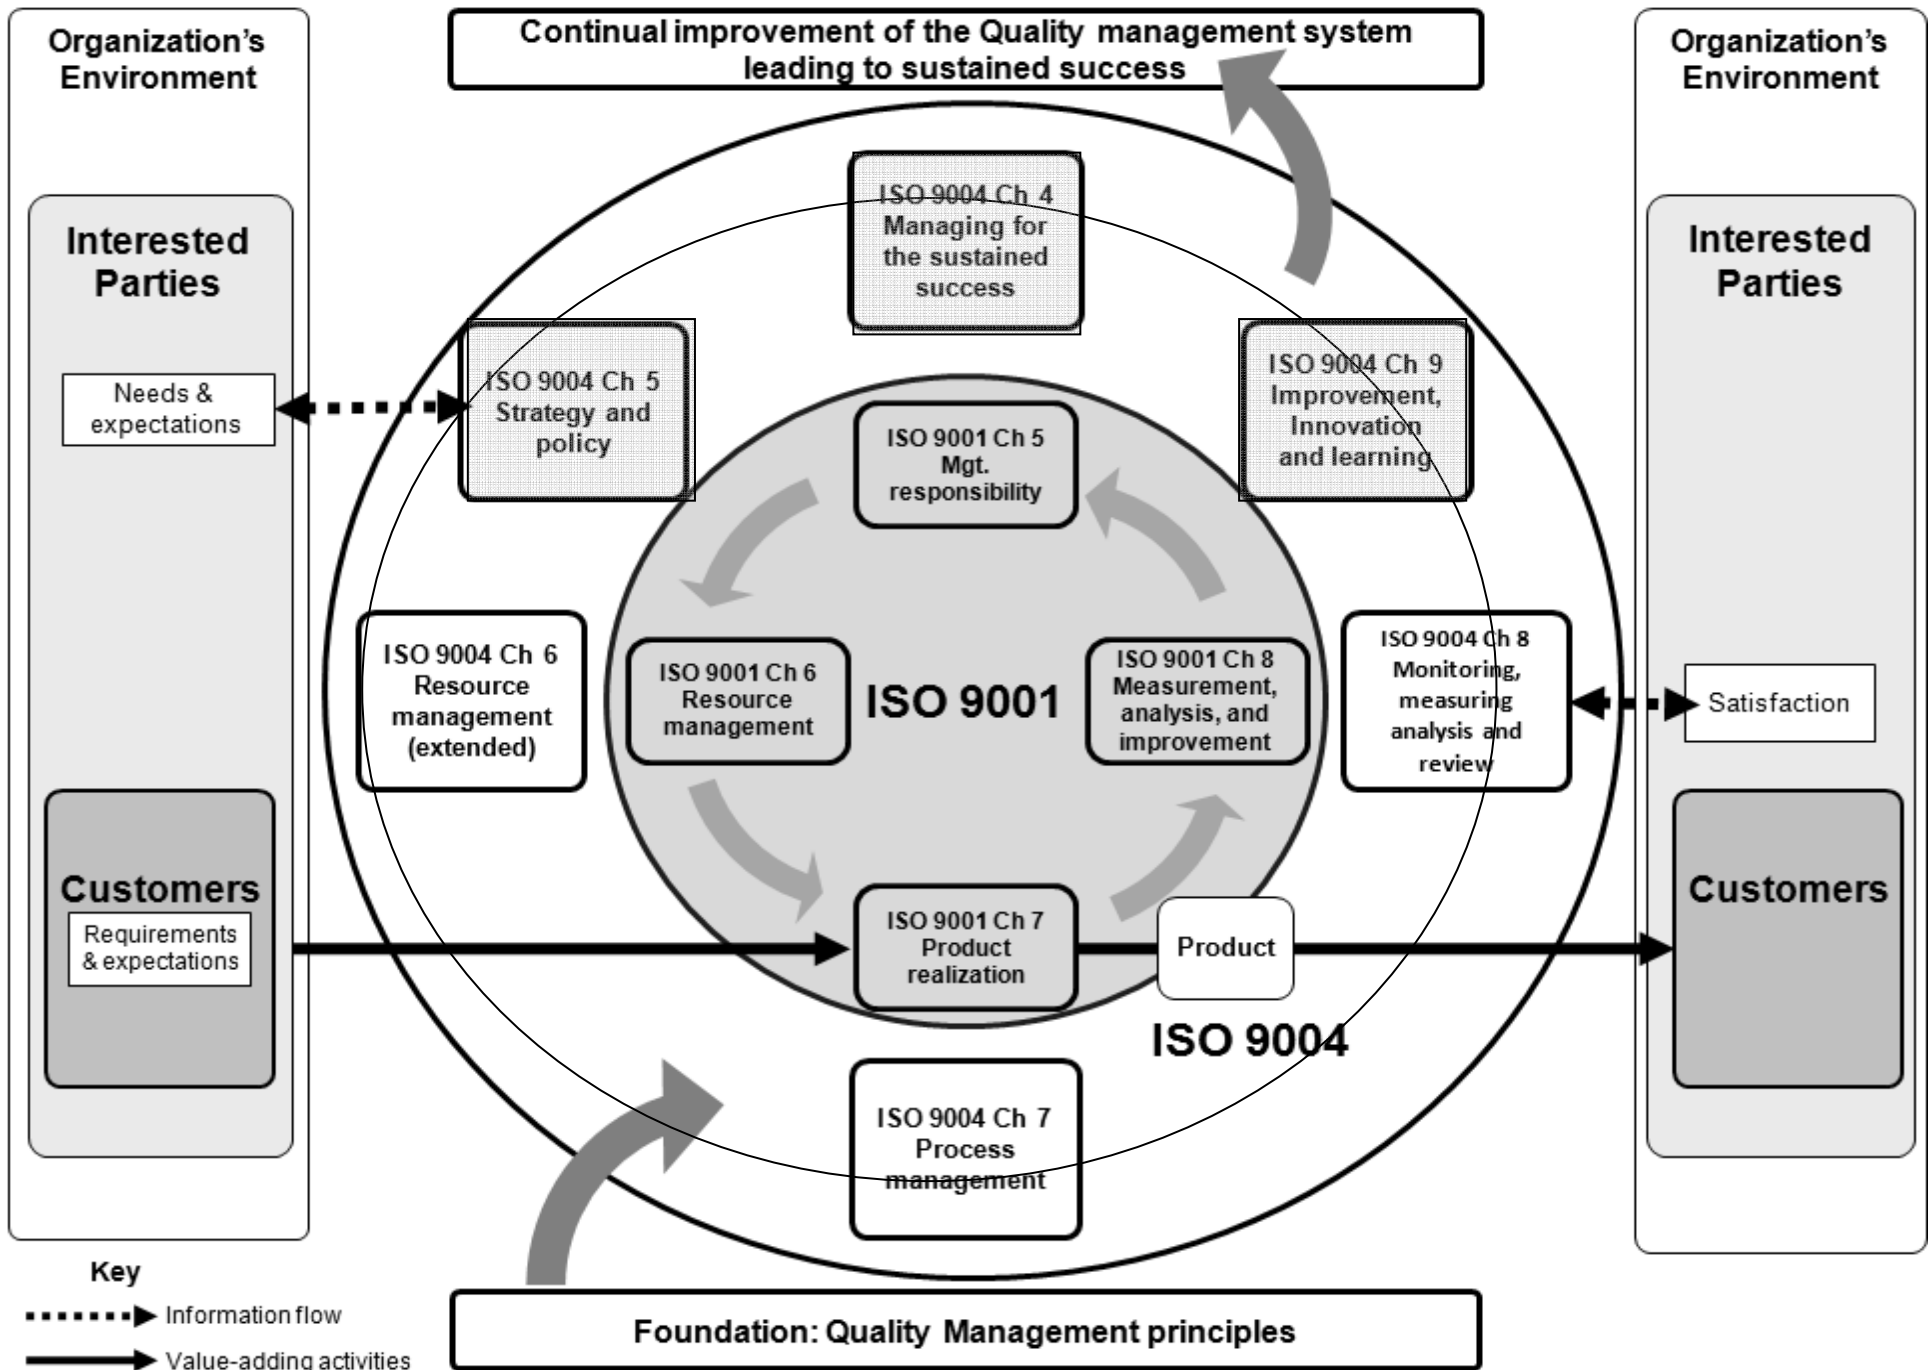 Organization's
Environment
Interested
Parties
Needs &
expectations
Customers
Requirements
& expectations
Key
Information flow
Value-adding activities
Continual improvement of the Quality management system
leading to sustained success
ISO 9004 Ch 4
Managing for
the sustained
success
ISO 9004 Ch 5
Strategy and
policy
ISO 9004 Ch 9
Improvement,
Innovation
and learning
ISO 9001 Ch 5
Mgt.
responsibility
ISO 9004 Ch 6
Resource
management
(extended)
ISO 9001 Ch 6
Resource
management
ISO 9001
ISO 9001 Ch 8
Measurement,
analysis, and
improvement
ISO 9004 Ch 8
Monitoring,
measuring
analysis and
review
ISO 9001 Ch 7
Product
realization
Product
ISO 9004
ISO 9004 Ch 7
Process
management
Foundation: Quality Management principles
Organization's
Environment
Interested
Parties
Satisfaction
Customers